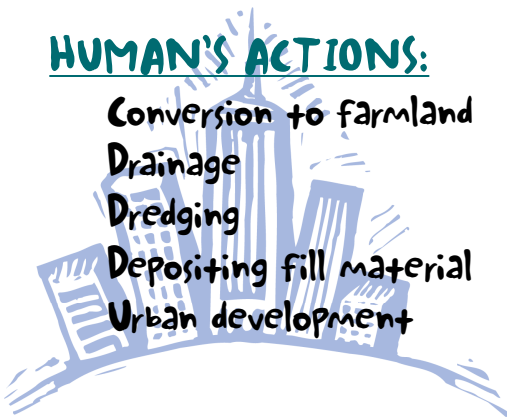 HUMAN'S ACTIONS:
Conversion to farmland
Drainage
Dredging
Depositing fill material
Urban development